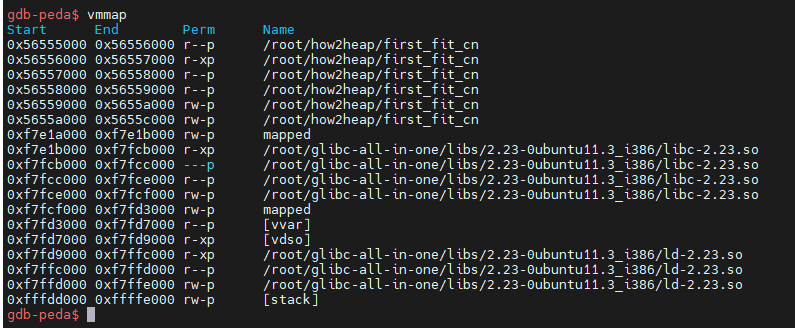 gdb-peda$ vmmap
Start End Perm Name
0x56555000 0x56556000 r--p /root/how2heap/first_fit_cn
0x56556000 0x56557000 r-xp /root/how2heap/first_fit_cn
0x56557000 0x56558000 r--p /root/how2heap/first_fit_cn
0x56558000 0x56559000 r--p /root/how2heap/first_fit_cn
0x56559000 0x5655a000 rw-p /root/how2heap/first_fit_cn
0x5655a000 0x5655c000 rw-p /root/how2heap/first_fit_cn
0xf7e1a000 0xf7e1b000 rw-p mapped
0xf7e1b000 0xf7fcb000 r-xp /root/glibc-all-in-one/libs/2.23-0ubuntu11.3_i386/libc-2.23.so
0xf7fcb000 0xf7fcc000 ---p /root/glibc-all-in-one/libs/2.23-0ubuntu11.3_i386/libc-2.23.so
0xf7fcc000 0xf7fce000 r--p /root/glibc-all-in-one/libs/2.23-0ubuntu11.3_i386/libc-2.23.so
0xf7fce000 0xf7fcf000 rw-p /root/glibc-all-in-one/libs/2.23-0ubuntu11.3_i386/libc-2.23.so
0xf7fcf000 0xf7fd3000 rw-p mapped
0xf7fd3000 0xf7fd7000 r--p [vvar]
0xf7fd7000 0xf7fd9000 r-xp [vdso]
0xf7fd9000 0xf7ffc000 r-xp /root/glibc-all-in-one/libs/2.23-0ubuntu11.3_i386/ld-2.23.so
0xf7ffc000 0xf7ffd000 r--p /root/glibc-all-in-one/libs/2.23-0ubuntu11.3_i386/ld-2.23.so
0xf7ffd000 0xf7ffe000 rw-p /root/glibc-all-in-one/libs/2.23-0ubuntu11.3_i386/ld-2.23.so
0xfffdd000 0xffffe000 rw-p [stack]
gdb-peda$